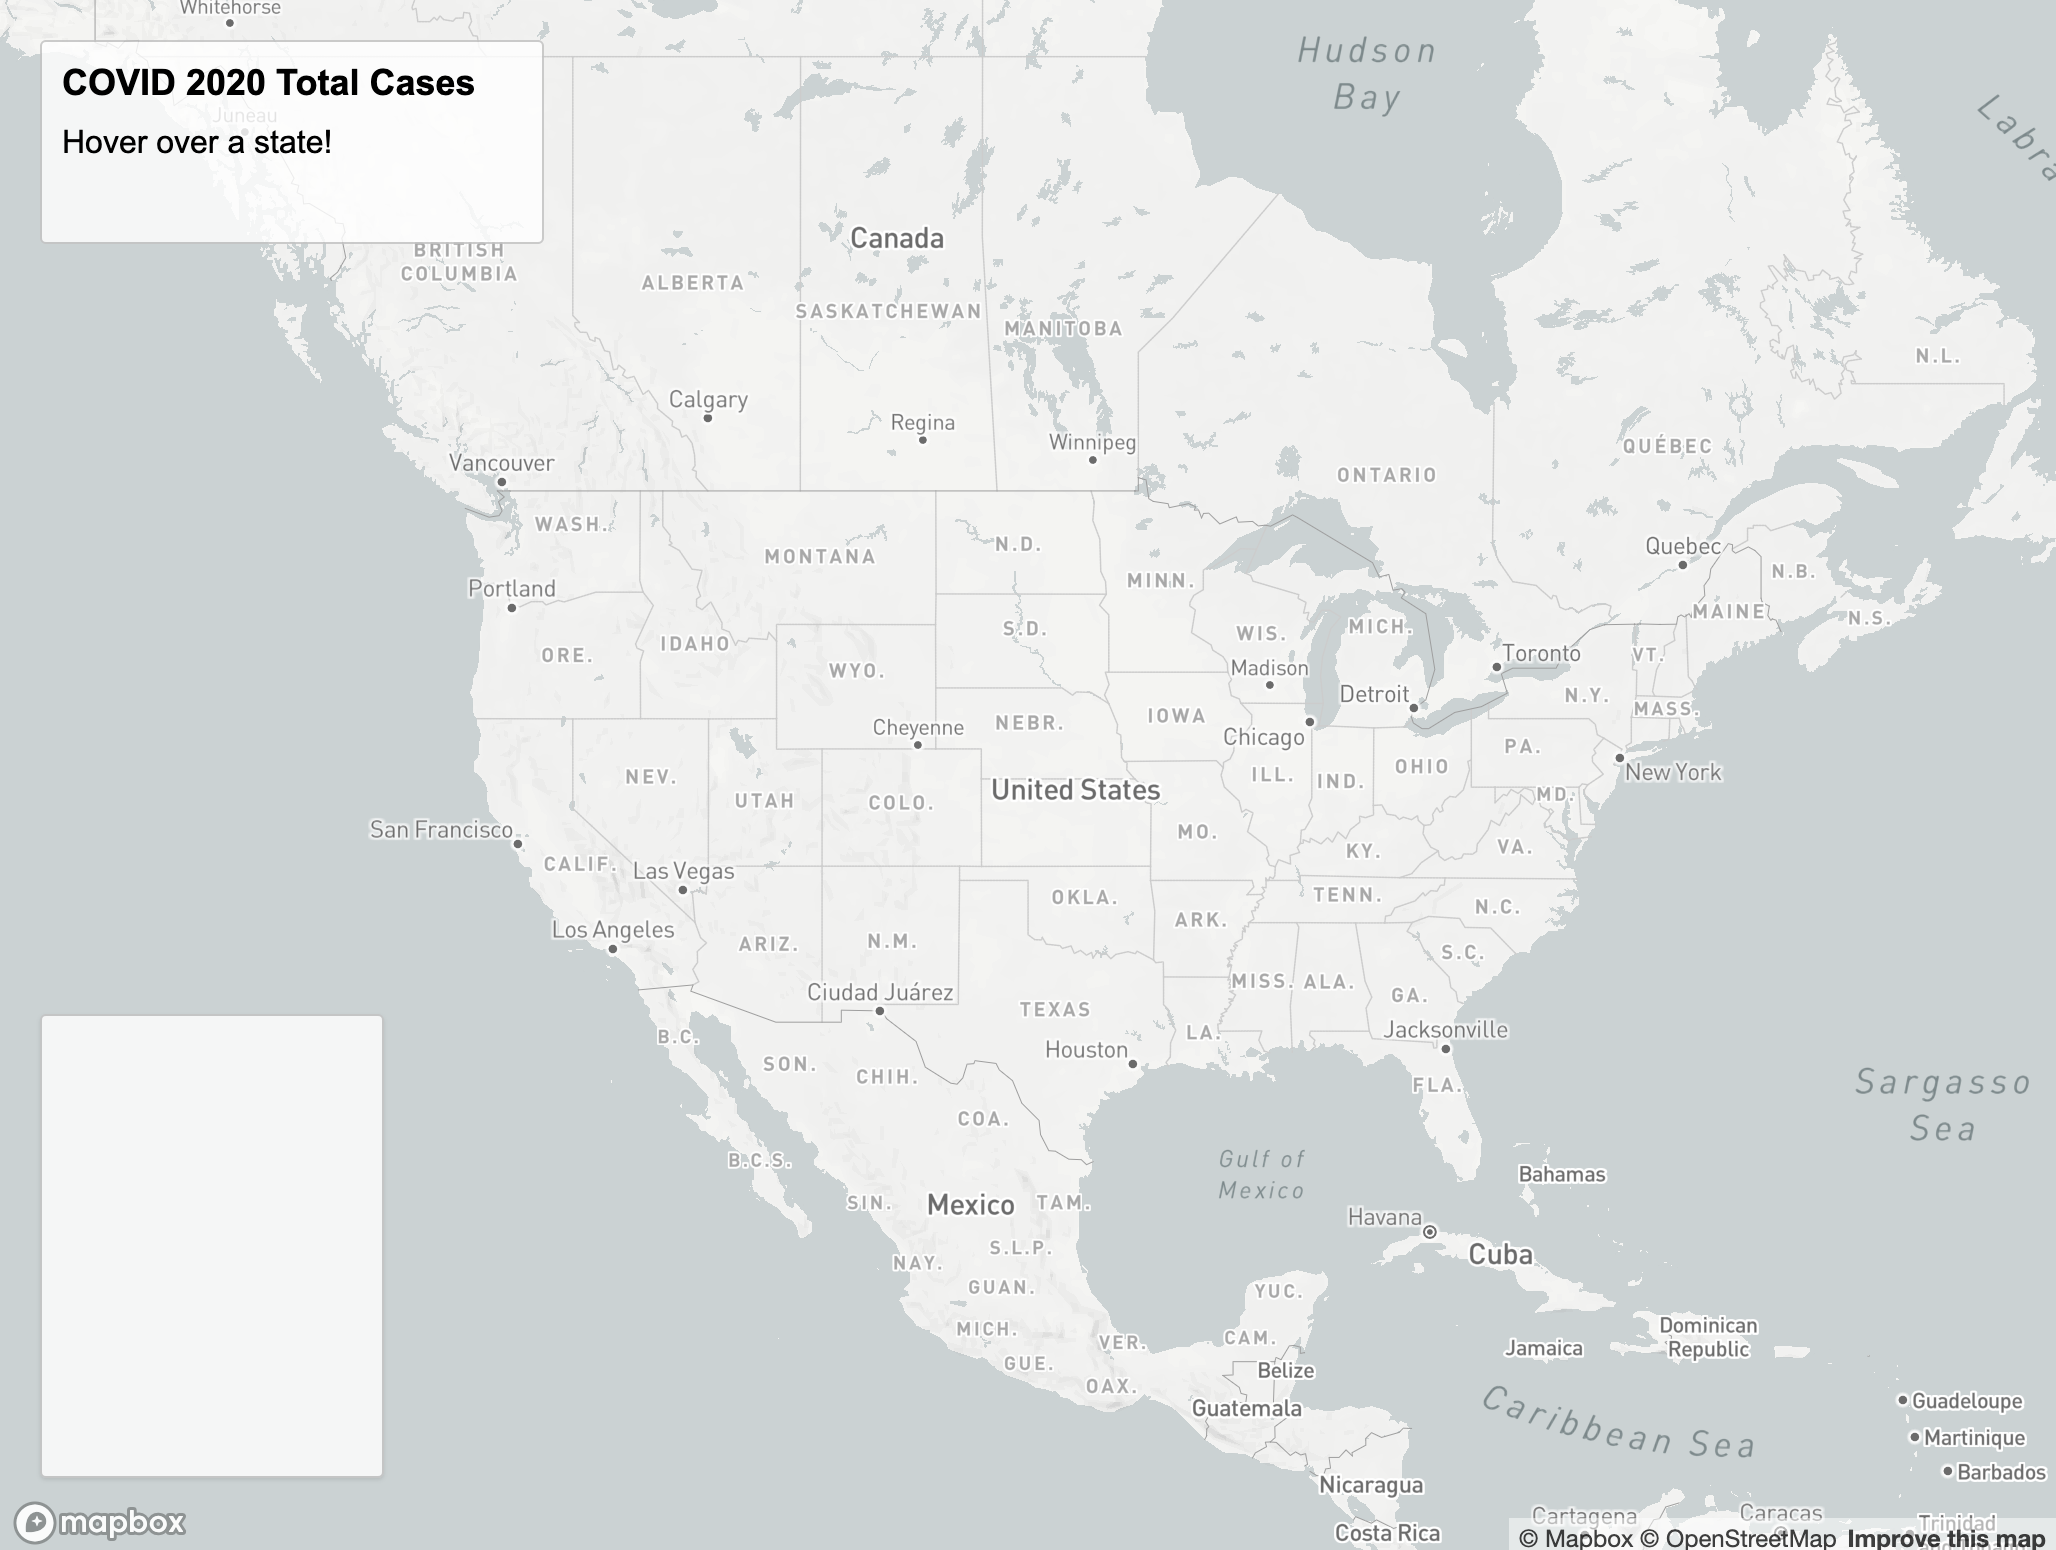 Whitehorse
COVID 2020 Total Cases
Juneau
Hover over a state!
Hudson
Bay
Labra
Canada
BRITISH
COLUMBIA
ALBERTA
SASKATCHEWAN
MANITOBA
N.L.
Calgary
Regina
Winnipeg
QUÉBEC
Vancouver
ONTARIO
WASH.
MONTANA
N.D.
Quebec
N.B.
MINN.
Portland
MAINE
N.S.
S.D.
WIS.
MICH.
ORE.
IDAHO
WYO.
Madison
Toronto
VT.
Detroit
N.Y.
MASS.
Cheyenne
NEBR.
IOWA
Chicago
PA.
NEV.
UTAH
COLO.
United States
ILL.
IND.
OHIO
New York
MD.
San Francisco
MO.
KY.
VA.
CALIF.
Las Vegas
OKLA.
ARK.
TENN.
N.C.
Los Angeles
ARIZ.
N.M.
S.C.
Ciudad Juárez
TEXAS
MISS.
ALA.
GA.
B.C.
Houston
LA.
Jacksonville
SON.
CHIH.
FLA.
Sargasso
Sea
COA.
B.C.S.
Gulf of
Mexico
Bahamas
SIN.
Mexico
TAM.
Havana
S.L.P.
Cuba
NAY.
GUAN.
YUC.
MICH.
VER.
CAM.
Jamaica
Dominican
Republic
GUE.
OAX.
Belize
Guatemala
Caribbean Sea
Guadeloupe
Martinique
Barbados
Nicaragua
Cartagena
Caracas
Trinidad
Costa Rica
mapbox
© Mapbox © OpenStreetMap Improve this map